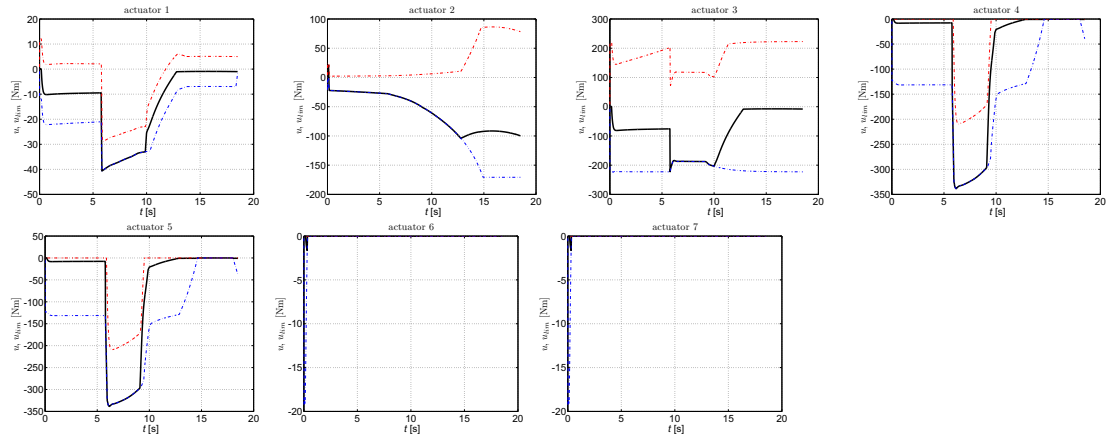 actuator 1
u, u_lim [Nm]
20
10
0
-10
-20
-30
-40
-50
0 5 10 15 20
t [s]
actuator 2
u, u_lim [Nm]
100
50
0
-50
-100
-150
-200
0 5 10 15 20
t [s]
actuator 3
u, u_lim [Nm]
300
200
100
0
-100
-200
-300
0 5 10 15 20
t [s]
actuator 4
u, u_lim [Nm]
0
-50
-100
-150
-200
-250
-300
-350
0 5 10 15 20
t [s]
actuator 5
u, u_lim [Nm]
50
0
-50
-100
-150
-200
-250
-300
-350
0 5 10 15 20
t [s]
actuator 6
u, u_lim [Nm]
0
-5
-10
-15
-20
0 5 10 15 20
t [s]
actuator 7
u, u_lim [Nm]
0
-5
-10
-15
-20
0 5 10 15 20
t [s]